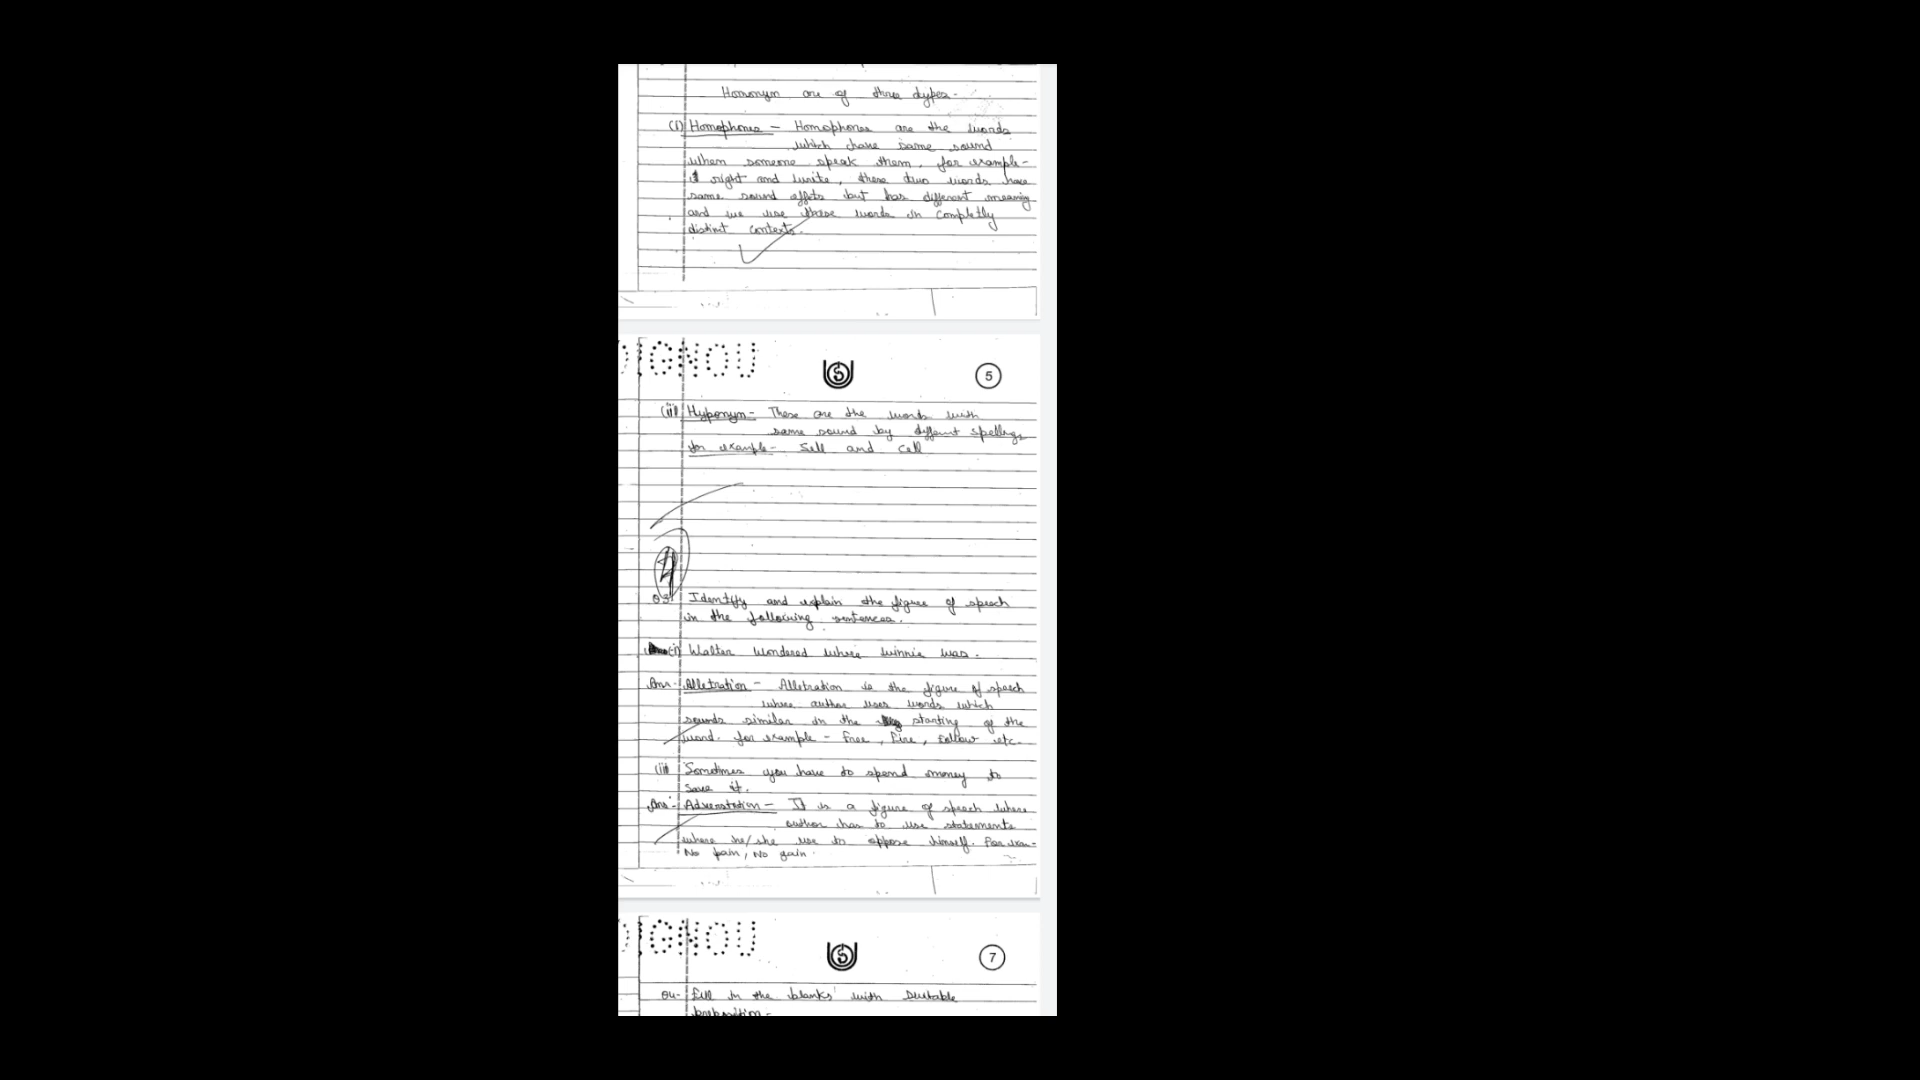 Homonym are of three types-
(i) Homophones - Homophones are the words
which have same sound
when someone speak them, for example-
right and write, these two words have
same sound effets but has different meaning
and we use these words in completly
distinct contexts.
IGNOU
5
(ii) Hyponym - These are the words with
same sound by different spellings
for example - Sell and cell
4
Q3 Identify and explain the figure of speech
in the following sentences.
(i) Walter wondered where winnie was.
Ans- Alletration - Alletration is the figure of speech
where author uses words which
sounds similar in the starting of the
word. for example - Free, Fire, Follow etc-
(ii) Sometimes you have to spend money to
save it.
Ans- - It is a figure of speech where
author has to use statements
where he/she use to oppose himself. For
No pain, No gain.
IGNOU
7
Q4- Fill in the blanks with Suitable
preposition-